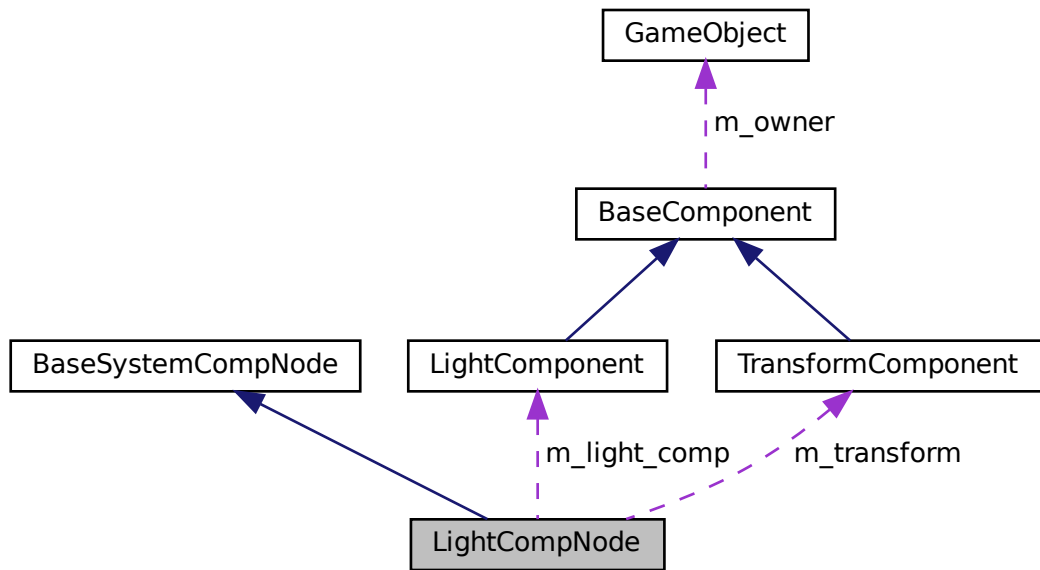 GameObject
m_owner
BaseComponent
BaseSystemCompNode
LightComponent
TransformComponent
m_light_comp
m_transform
LightCompNode